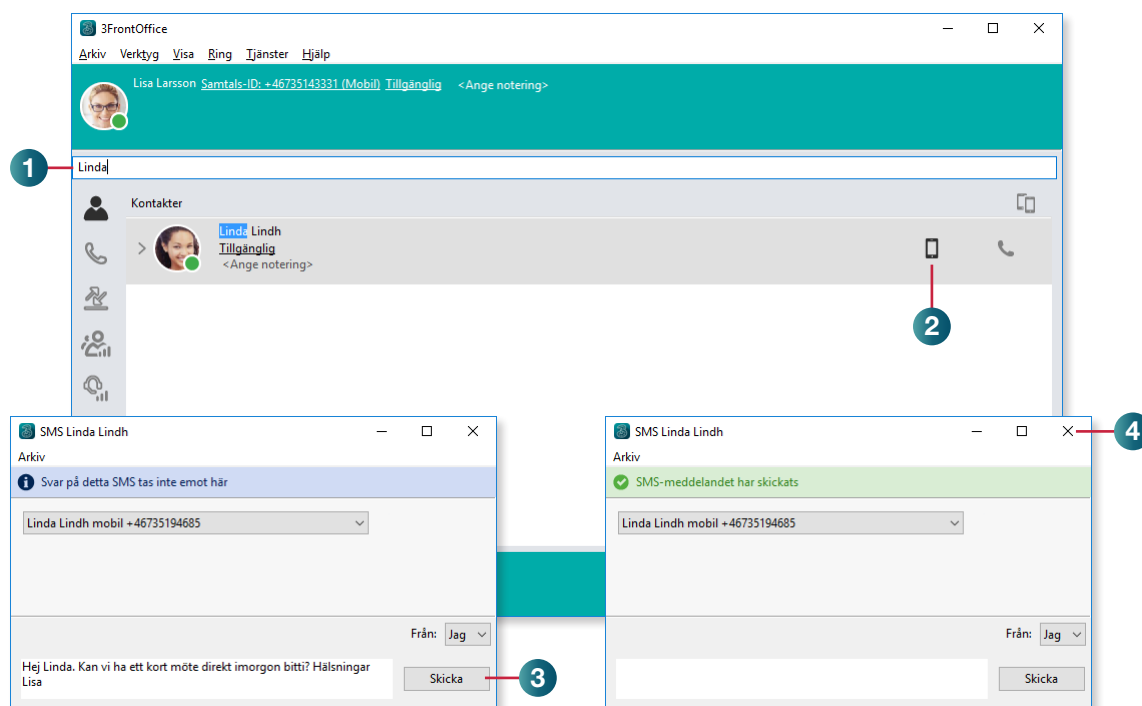 3FrontOffice
Arkiv Verktyg Visa Ring Tjänster Hjälp
Lisa Larsson Samtals-ID: +46735143331 (Mobil) Tillgänglig <Ange notering>
1
Linda
Kontakter
Linda Lindh
Tillgänglig
<Ange notering>
2
SMS Linda Lindh
Arkiv
Svar på detta SMS tas inte emot här
Linda Lindh mobil +46735194685
Från: Jag
Hej Linda. Kan vi ha ett kort möte direkt imorgon bitti? Hälsningar
Lisa
Skicka
3
SMS Linda Lindh
4
Arkiv
SMS-meddelandet har skickats
Linda Lindh mobil +46735194685
Från: Jag
Skicka